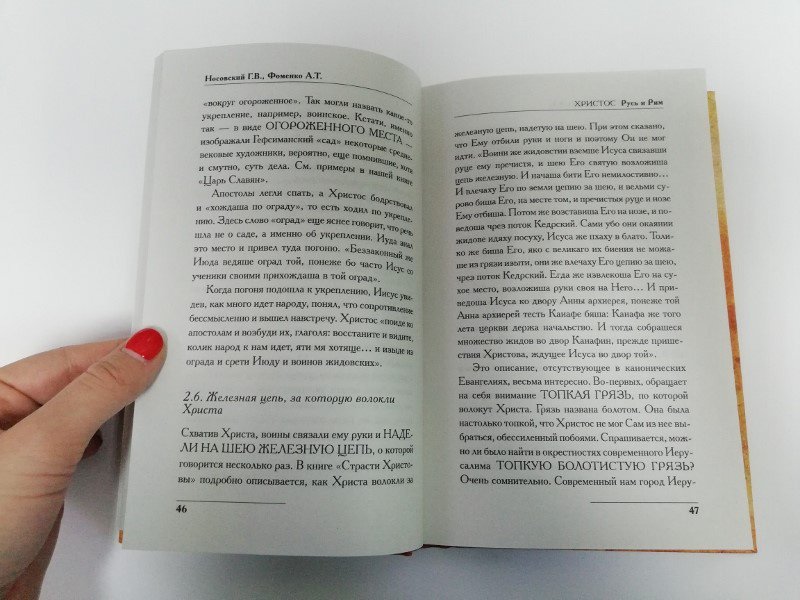 Носовский Г.В., Фоменко А.Т.
«вокруг огороженное». Так могли назвать какое-то
укрепление, например, воинское. Кстати, именно
так — в виде ОГОРОЖЕННОГО МЕСТА —
изображали Гефсиманский «сад» некоторые средне-
вековые художники, вероятно, еще помнившие, хотя
и смутно, суть дела. См. примеры в нашей книге
«Царь Славян».
Апостолы легли спать, а Христос бодрствовал и
«хождаша по ограду», то есть ходил по укрепле-
нию. Здесь слово «оград» еще яснее говорит, что речь
шла не о саде, а именно об укреплении. Иуда знал
это место и привел туда погоню. «Беззаконный же
Июда ведяше оград той, понеже бо часто Исус со
ученики своими прихождаша в той оград».
Когда погоня подошла к укреплению, Иисус уви-
дев, как много идет народу, понял, что сопротивление
бессмысленно и вышел навстречу. Христос «поиде ко
апостолам и возбуди их, глаголя: восстаните и видите,
колик народ к нам идет, яти мя хотяще... и изыде из
ограда и срети Июду и воинов жидовских».
2.6. Железная цепь, за которую волокли
Христа
Схватив Христа, воины связали ему руки и НАДЕ-
ЛИ НА ШЕЮ ЖЕЛЕЗНУЮ ЦЕПЬ, о которой
говорится несколько раз. В книге «Страсти Христо-
вы» подробно описывается, как Христа волокли за
46
ХРИСТОС Русь и Рим
железную цепь, надетую на шею. При этом сказано,
что Ему отбили руки и ноги и поэтому Он не мог
идти. «Воини же жидовстии вземше Исуса связавши
руце ему пречистя, и шею Его святую возложиша
цепь железную. И начаша бити Его немилостивно...
И влечаху Его по земли цепию за шею, и вельми су-
рово биша Его, на месте том, и пречистыя руце и нозе
Ему отбиша. Потом же возставиша Его на нозе, и по-
ведоша чрез поток Кедрский. Сами убо они окаянии
жидове идяху посуху, Исуса же пхаху в блато. Толи-
ко же биша Его, яко с великаго их биения не можа-
ше из грязи изыти, они же влечаху Его цепию за шею,
чрез поток Кедрский. Егда же извлекоша Его на су-
хое место, возложиша руки своя на Него... И при-
ведоша Исуса ко двору Анны архиерея, понеже той
Анна архиерей тесть Каиафе бяша: Каиафа же того
лета церкви держа начальство. И тогда собрашеся
множество жидов во двор Канафин, прежде прише-
ствия Христова, ждущее Исуса во двор той».
Это описание, отсутствующее в канонических
Евангелиях, весьма интересно. Во-первых, обращает
на себя внимание ТОПКАЯ ГРЯЗЬ, по которой
волокут Христа. Грязь названа болотом. Она была
настолько топкой, что Христос не мог Сам из нее вы-
браться, обессиленный побоями. Спрашивается, мож-
но ли было найти в окрестностях современного Иеру-
салима ТОПКУЮ БОЛОТИСТУЮ ГРЯЗЬ?
Очень сомнительно. Современный нам город Иеру-
47